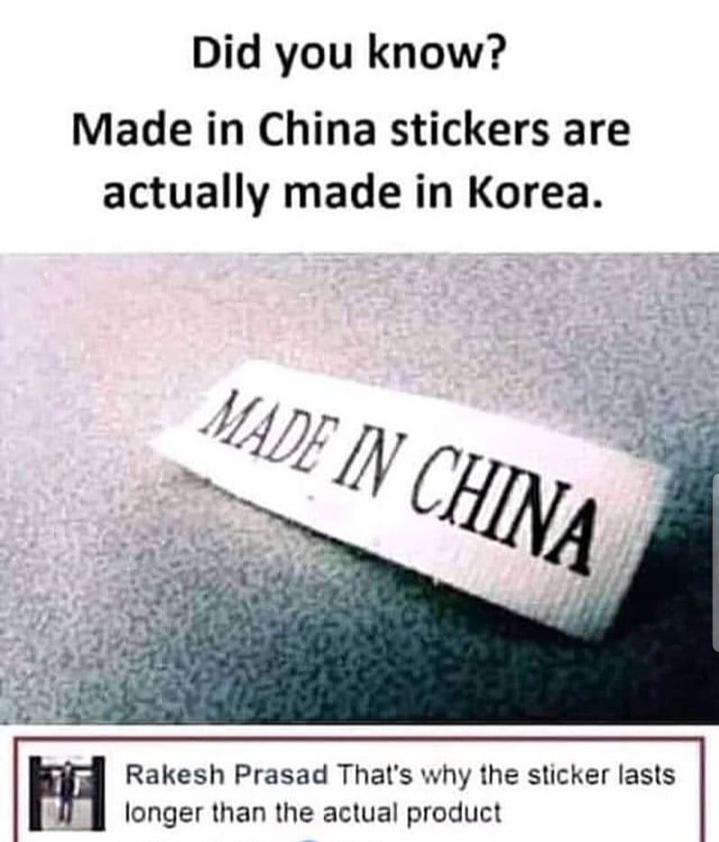 Did you know?
Made in China stickers are
actually made in Korea.
MADE IN CHINA
Rakesh Prasad That's why the sticker lasts
longer than the actual product